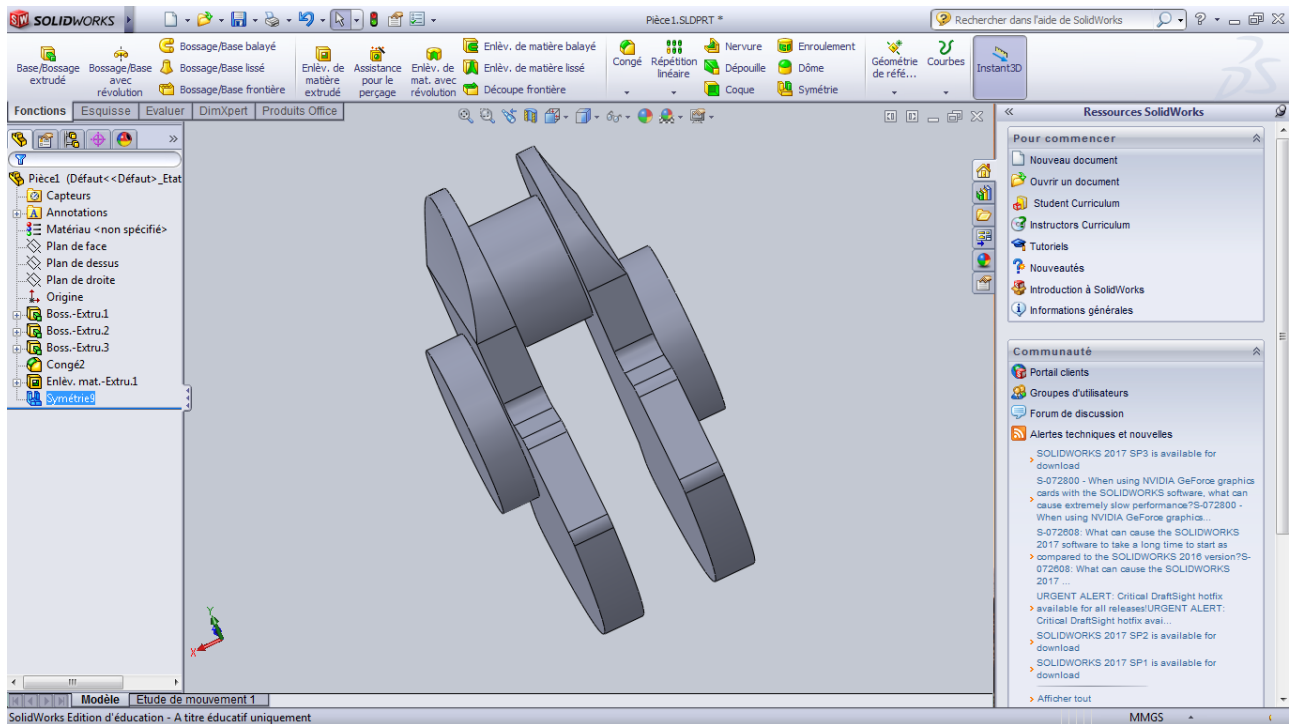 SOLIDWORKS
Pièce1.SLDPRT *
Rechercher dans l'aide de SolidWorks
Base/Bossage extrudé
Bossage/Base avec révolution
Bossage/Base balayé
Bossage/Base lissé
Bossage/Base frontière
Enlèv. de matière extrudé
Assistance pour le perçage
Enlèv. de mat. avec révolution
Enlèv. de matière balayé
Enlèv. de matière lissé
Découpe frontière
Congé
Répétition linéaire
Nervure
Dépouille
Coque
Enroulement
Dôme
Symétrie
Géométrie de réfé...
Courbes
Instant3D
Fonctions Esquisse Evaluer DimXpert Produits Office
Pièce1 (Défaut<<Défaut>_Etat
Capteurs
Annotations
Matériau <non spécifié>
Plan de face
Plan de dessus
Plan de droite
Origine
Boss.-Extru.1
Boss.-Extru.2
Boss.-Extru.3
Congé2
Enlèv. mat.-Extru.1
Symétrie9
Y
X
Ressources SolidWorks
Pour commencer
Nouveau document
Ouvrir un document
Student Curriculum
Instructors Curriculum
Tutoriels
Nouveautés
Introduction à SolidWorks
Informations générales
Communauté
Portail clients
Groupes d'utilisateurs
Forum de discussion
Alertes techniques et nouvelles
SOLIDWORKS 2017 SP3 is available for
download
S-072800 - When using NVIDIA GeForce graphics
cards with the SOLIDWORKS software, what can
cause extremely slow performance?S-072800 -
When using NVIDIA GeForce graphics...
S-072608: What can cause the SOLIDWORKS
2017 software to take a long time to start as
compared to the SOLIDWORKS 2016 version?S-
072608: What can cause the SOLIDWORKS
2017 ...
URGENT ALERT: Critical DraftSight hotfix
available for all releases!URGENT ALERT:
Critical DraftSight hotfix avai...
SOLIDWORKS 2017 SP2 is available for
download
SOLIDWORKS 2017 SP1 is available for
download
Afficher tout
Modèle Etude de mouvement 1
SolidWorks Edition d'éducation - A titre éducatif uniquement
MMGS